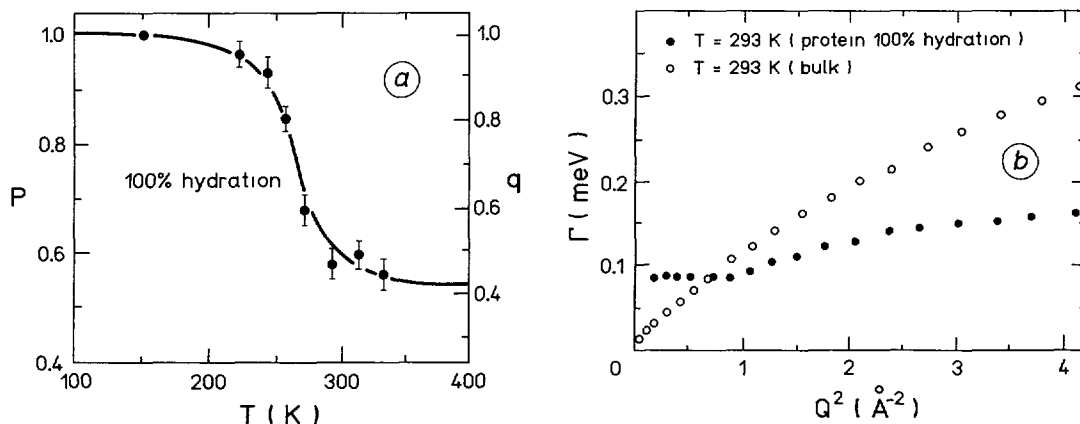 1.0
0.8
0.6
0.4
P
100% hydration
a
1.0
0.8
0.6
0.4
q
100 200 300 400
T ( K )
T = 293 K ( protein 100% hydration )
T = 293 K ( bulk )
b
0.3
0.2
0.1
0
Γ ( meV )
0 1 2 3 4
Q² ( Å⁻² )